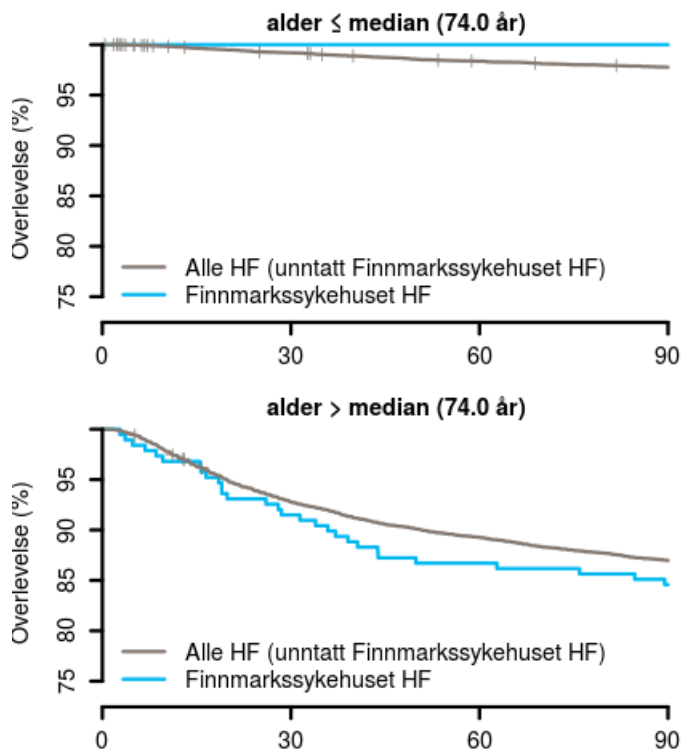 alder ≤ median (74.0 år)
Overlevelse (%)
95
90
85
80
75
Alle HF (unntatt Finnmarkssykehuset HF)
Finnmarkssykehuset HF
0 30 60 90
alder > median (74.0 år)
Overlevelse (%)
95
90
85
80
75
Alle HF (unntatt Finnmarkssykehuset HF)
Finnmarkssykehuset HF
0 30 60 90